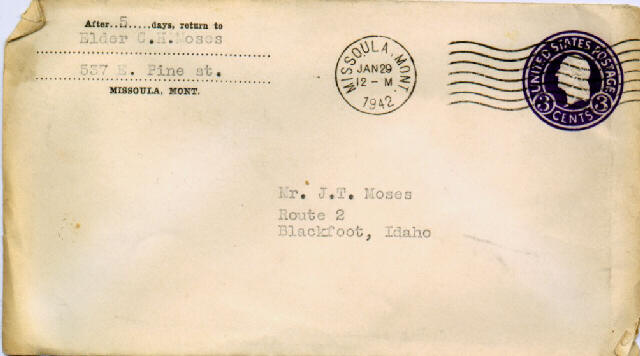 After 5 days, return to
Elder C.H.Moses
537 E. Pine st.
MISSOULA, MONT.
MISSOULA, MONT.
JAN 29
12 - M
1942
UNITED STATES POSTAGE
3 3
CENTS
Mr. J.T. Moses
Route 2
Blackfoot, Idaho